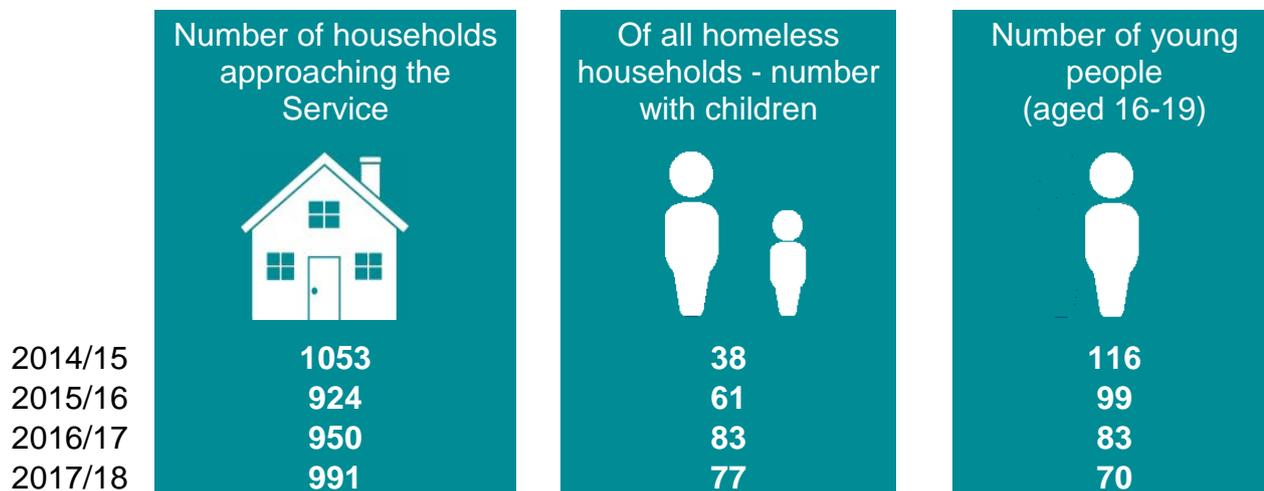 Number of households
approaching the
Service
Of all homeless
households - number
with children
Number of young
people
(aged 16-19)
2014/15 1053 38 116
2015/16 924 61 99
2016/17 950 83 83
2017/18 991 77 70